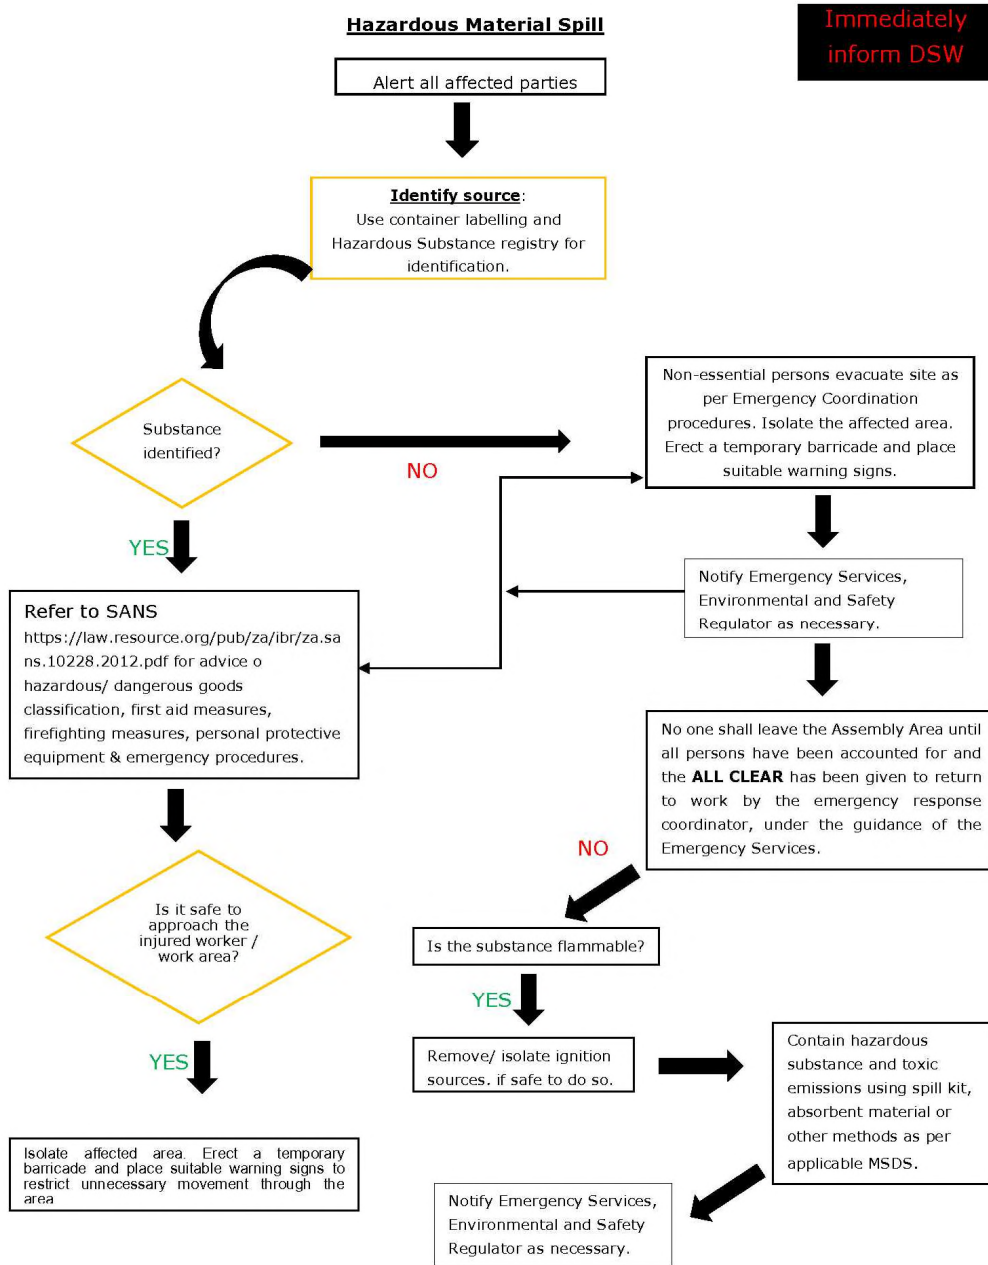 Hazardous Material Spill
Immediately
inform DSW
Alert all affected parties
Identify source:
Use container labelling and
Hazardous Substance registry for
identification.
Substance
identified?
NO
Non-essential persons evacuate site as
per Emergency Coordination
procedures. Isolate the affected area.
Erect a temporary barricade and place
suitable warning signs.
YES
Notify Emergency Services,
Environmental and Safety
Regulator as necessary.
Refer to SANS
https://law.resource.org/pub/za/ibr/za.sa
ns.10228.2012.pdf for advice o
hazardous/ dangerous goods
classification, first aid measures,
firefighting measures, personal protective
equipment & emergency procedures.
No one shall leave the Assembly Area until
all persons have been accounted for and
the ALL CLEAR has been given to return
to work by the emergency response
coordinator, under the guidance of the
Emergency Services.
NO
Is it safe to
approach the
injured worker /
work area?
Is the substance flammable?
YES
YES
Remove/ isolate ignition
sources. if safe to do so.
Contain hazardous
substance and toxic
emissions using spill kit,
absorbent material or
other methods as per
applicable MSDS.
Isolate affected area. Erect a temporary
barricade and place suitable warning signs to
restrict unnecessary movement through the
area
Notify Emergency Services,
Environmental and Safety
Regulator as necessary.